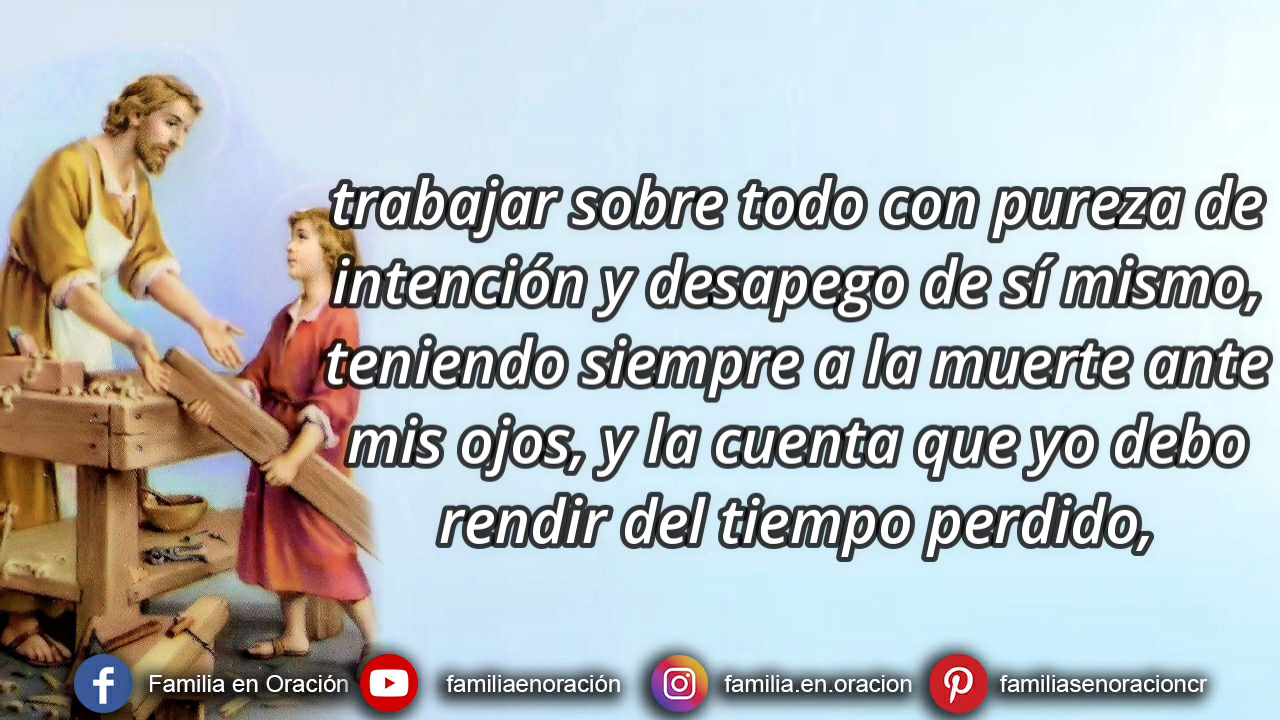 trabajar sobre todo con pureza de
intención y desapego de sí mismo,
teniendo siempre a la muerte ante
mis ojos, y la cuenta que yo debo
rendir del tiempo perdido,
Familia en Oración familiaenoración familia.en.oracion familiasenoracioncr